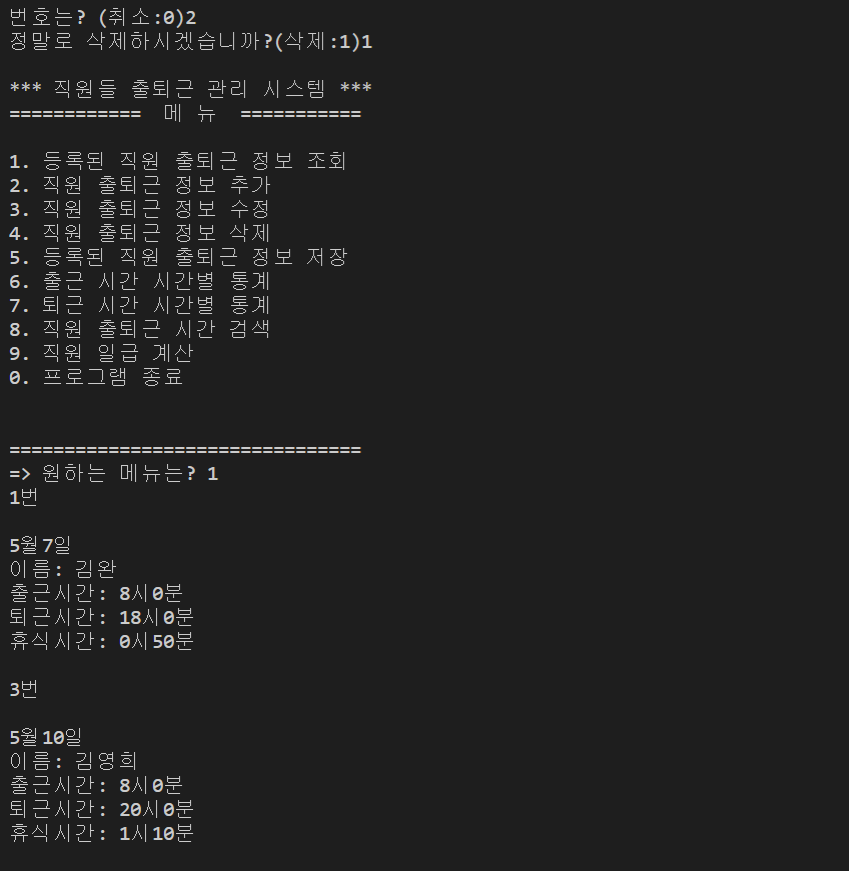 번호는? (취소:0)2
정말로 삭제하시겠습니까?(삭제:1)1
*** 직원들 출퇴근 관리 시스템 ***
============  메 뉴  ===========
1. 등록된 직원 출퇴근 정보 조회
2. 직원 출퇴근 정보 추가
3. 직원 출퇴근 정보 수정
4. 직원 출퇴근 정보 삭제
5. 등록된 직원 출퇴근 정보 저장
6. 출근 시간 시간별 통계
7. 퇴근 시간 시간별 통계
8. 직원 출퇴근 시간 검색
9. 직원 일급 계산
0. 프로그램 종료
================================
=> 원하는 메뉴는? 1
1번
5월7일
이름: 김완
출근시간: 8시0분
퇴근시간: 18시0분
휴식시간: 0시50분
3번
5월10일
이름: 김영희
출근시간: 8시0분
퇴근시간: 20시0분
휴식시간: 1시10분